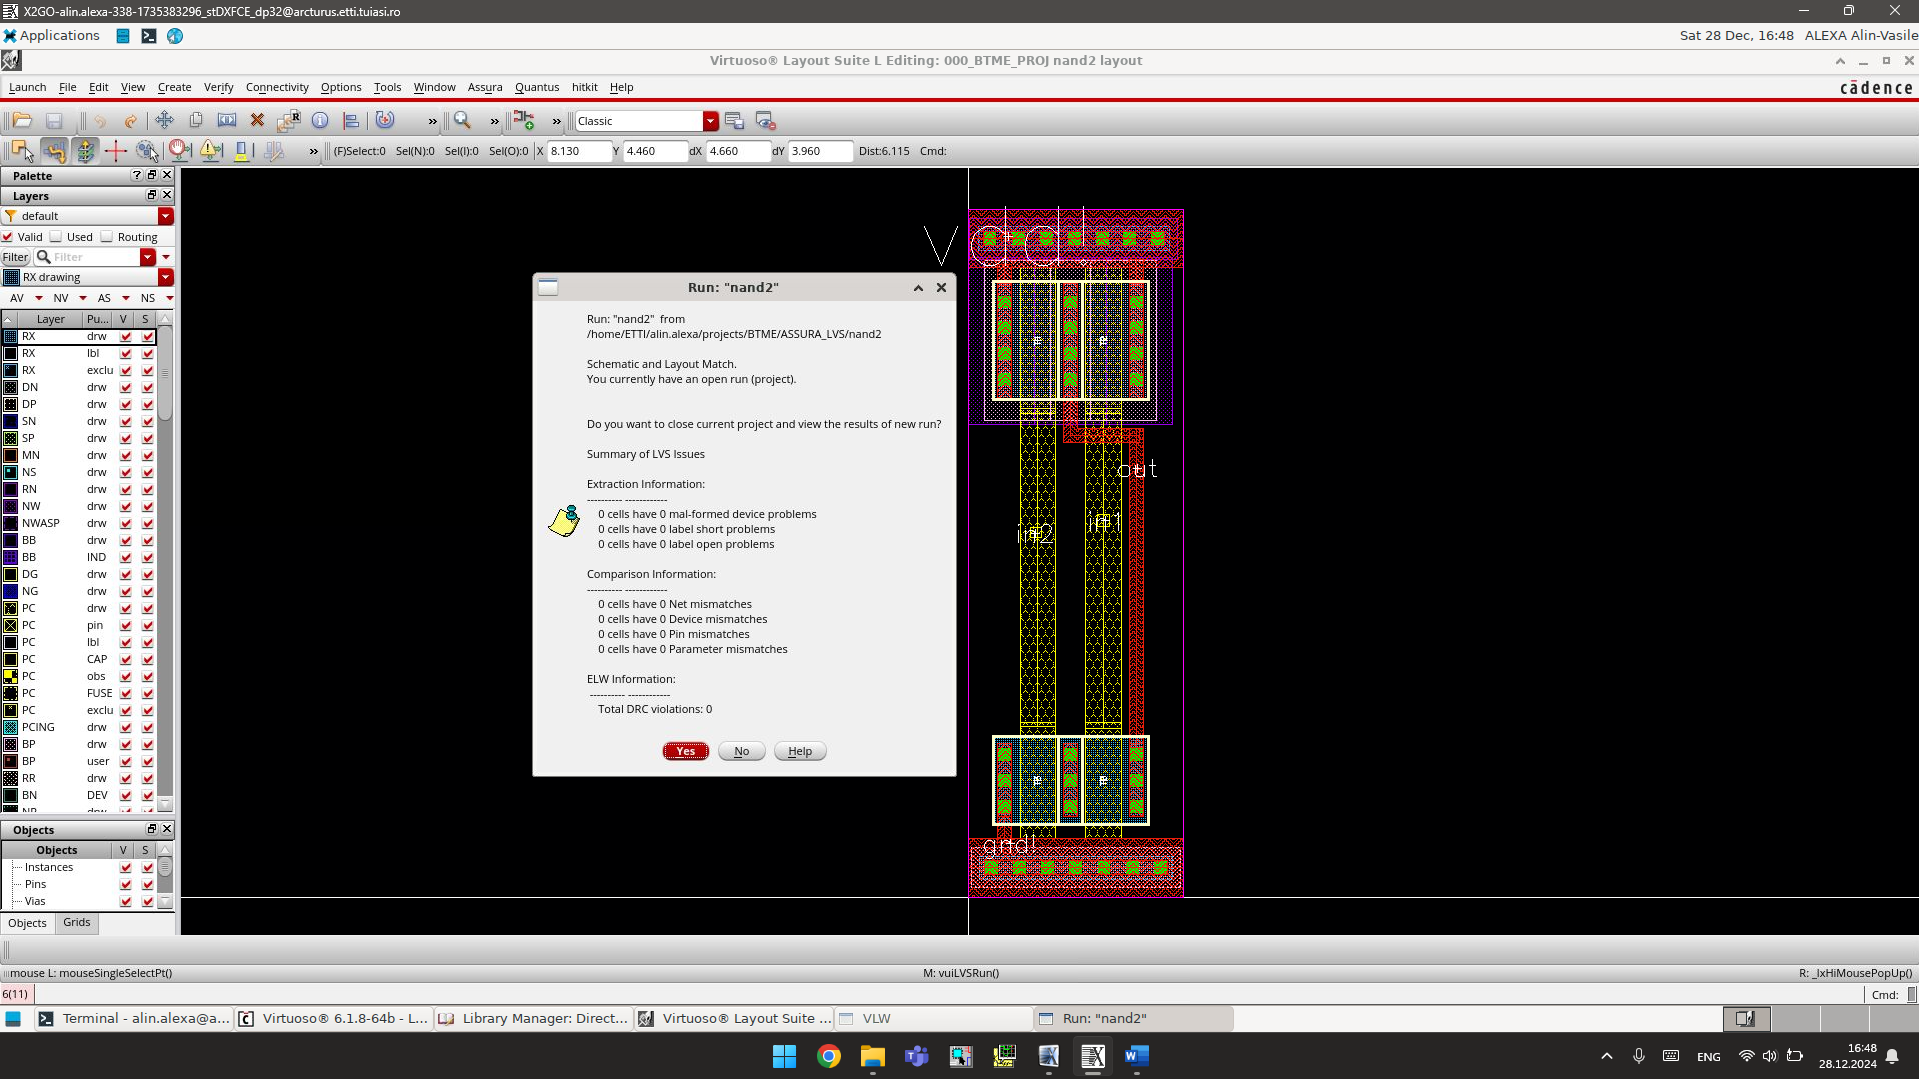 X2GO-alin.alexa-338-1735383296_stDXFCE_dp32@arcturus.etti.tuiasi.ro
Applications
Sat 28 Dec, 16:48 ALEXA Alin-Vasile
Virtuoso® Layout Suite L Editing: 000_BTME_PROJ nand2 layout
Launch File Edit View Create Verify Connectivity Options Tools Window Assura Quantus hitkit Help
cādence
» » » Classic
» (F)Select:0 Sel(N):0 Sel(I):0 Sel(O):0 X 8.130 Y 4.460 dX 4.660 dY 3.960 Dist:6.115 Cmd:
Palette
Layers
default
Valid Used Routing
Filter Filter
RX drawing
AV NV AS NS
Layer Pu... V S
RX drw
RX lbl
RX exclu
DN drw
DP drw
SN drw
SP drw
MN drw
NS drw
RN drw
NW drw
NWASP drw
BB drw
BB IND
DG drw
NG drw
PC drw
PC pin
PC lbl
PC CAP
PC obs
PC FUSE
PC exclu
PCING drw
BP drw
BP user
RR drw
BN DEV
Objects
Objects V S
Instances
Pins
Vias
Objects Grids
Run: "nand2"
Run: "nand2" from
/home/ETTI/alin.alexa/projects/BTME/ASSURA_LVS/nand2
Schematic and Layout Match.
You currently have an open run (project).
Do you want to close current project and view the results of new run?
Summary of LVS Issues
Extraction Information:
---------- ------------
0 cells have 0 mal-formed device problems
0 cells have 0 label short problems
0 cells have 0 label open problems
Comparison Information:
---------- ------------
0 cells have 0 Net mismatches
0 cells have 0 Device mismatches
0 cells have 0 Pin mismatches
0 cells have 0 Parameter mismatches
ELW Information:
---------- ------------
Total DRC violations: 0
Yes No Help
out
in2
in1
gnd!
mouse L: mouseSingleSelectPt() M: vuiLVSRun() R: _lxHiMousePopUp()
6(11) Cmd:
Terminal - alin.alexa@a... Virtuoso® 6.1.8-64b - L... Library Manager: Direct... Virtuoso® Layout Suite ... VLW Run: "nand2"
ENG
16:48
28.12.2024